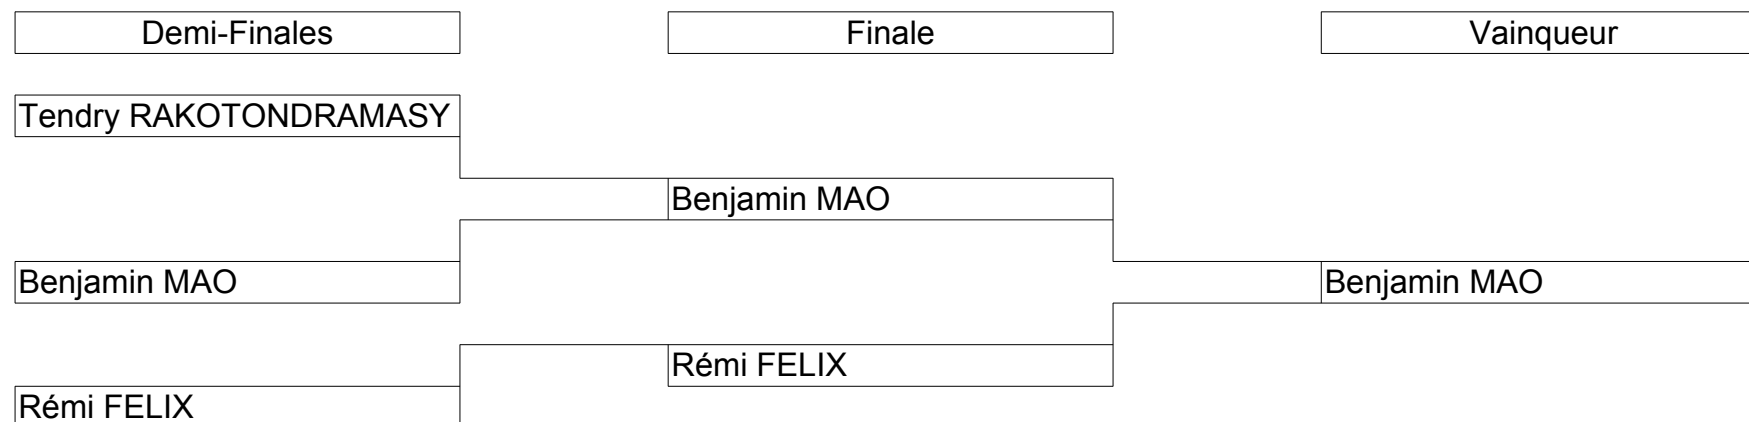 Demi-Finales Finale Vainqueur
Tendry RAKOTONDRAMASY
Benjamin MAO
Benjamin MAO Benjamin MAO
Rémi FELIX
Rémi FELIX